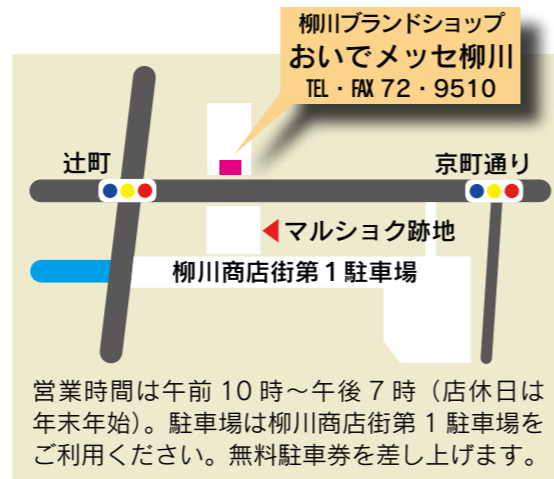 柳川ブランドショップ
おいでメッセ柳川
TEL・FAX 72・9510
辻町
京町通り
マルショク跡地
柳川商店街第1駐車場
営業時間は午前 10 時～午後 7 時（店休日は
年末年始）。駐車場は柳川商店街第 1 駐車場を
ご利用ください。無料駐車券を差し上げます。